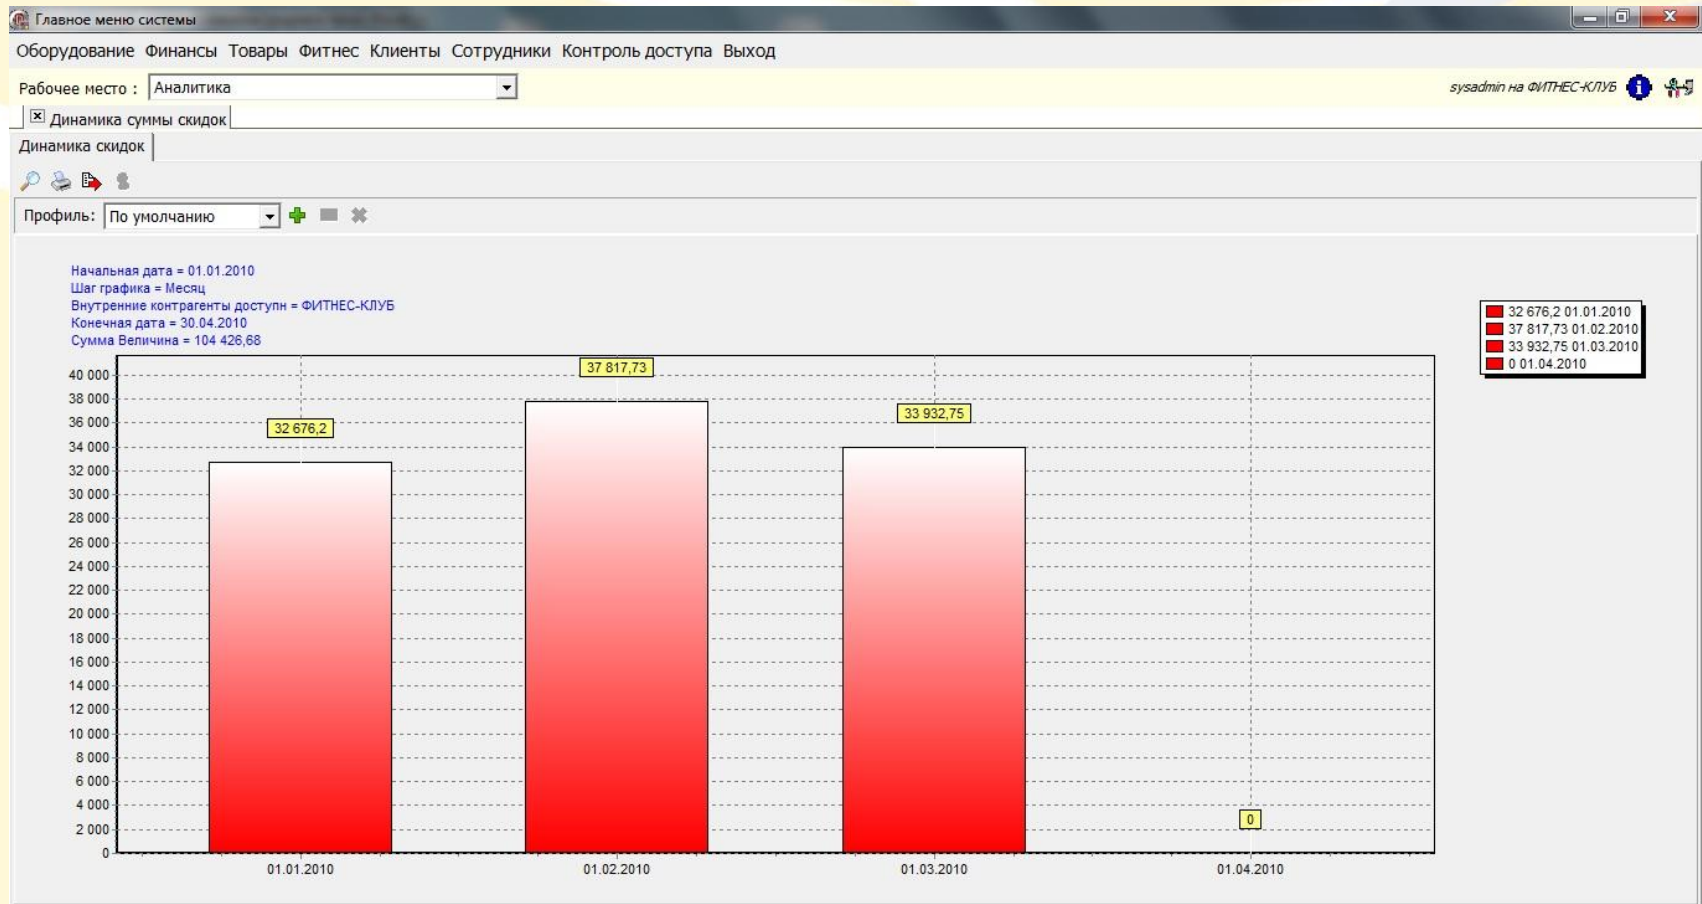 Главное меню системы
Оборудование Финансы Товары Фитнес Клиенты Сотрудники Контроль доступа Выход
Рабочее место : Аналитика
sysadmin на ФИТНЕС-КЛУБ
Динамика суммы скидок
Динамика скидок
Профиль: По умолчанию
Начальная дата = 01.01.2010
Шаг графика = Месяц
Внутренние контрагенты доступн = ФИТНЕС-КЛУБ
Конечная дата = 30.04.2010
Сумма Величина = 104 426,68
32 676,2 01.01.2010
37 817,73 01.02.2010
33 932,75 01.03.2010
0 01.04.2010
40 000
38 000
36 000
34 000
32 000
30 000
28 000
26 000
24 000
22 000
20 000
18 000
16 000
14 000
12 000
10 000
8 000
6 000
4 000
2 000
0
32 676,2
37 817,73
33 932,75
0
01.01.2010
01.02.2010
01.03.2010
01.04.2010